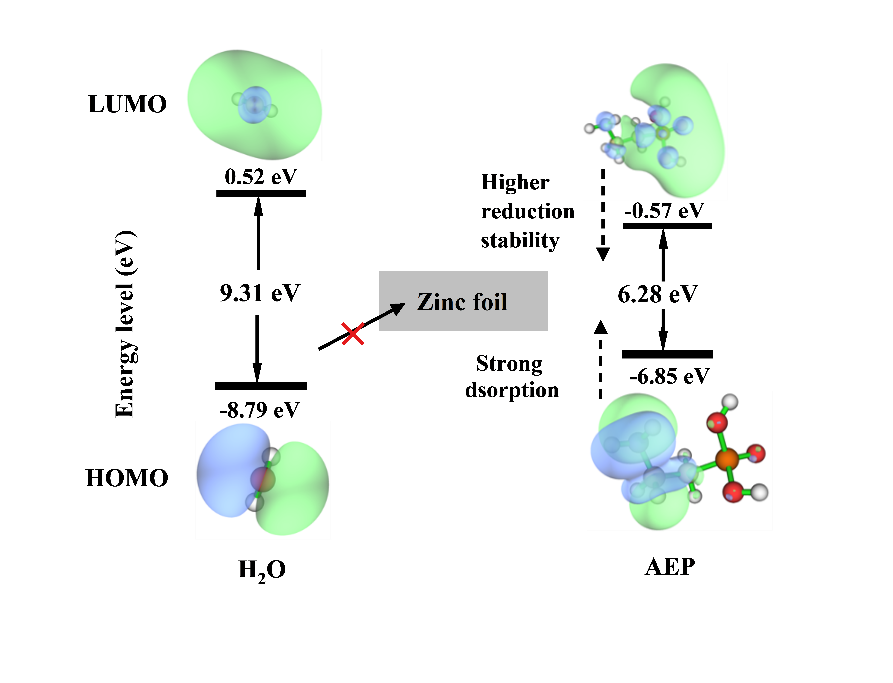 LUMO
0.52 eV
Higher
reduction
stability
-0.57 eV
Energy level (eV)
9.31 eV
Zinc foil
6.28 eV
Strong
dsorption
-8.79 eV
-6.85 eV
HOMO
H₂O
AEP